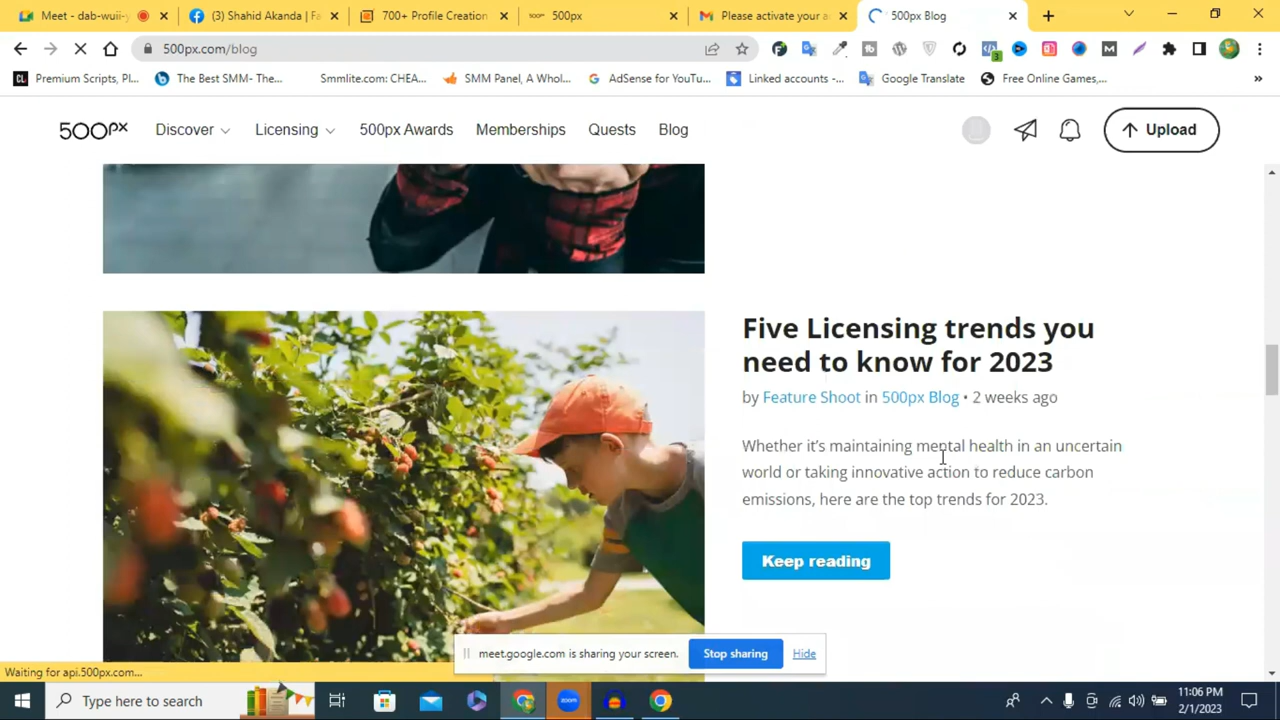 Meet - dab-wuii-y
(3) Shahid Akanda | Fa
700+ Profile Creation
500px
Please activate your a
500px Blog
500px.com/blog
3
CL Premium Scripts, PL...
The Best SMM- The...
Smmlite.com: CHEA...
SMM Panel, A Whol...
AdSense for YouTu...
Linked accounts -...
Google Translate
Free Online Games,...
»
500px
Discover
Licensing
500px Awards
Memberships
Quests
Blog
Upload
Five Licensing trends you
need to know for 2023
by Feature Shoot in 500px Blog • 2 weeks ago
Whether it's maintaining mental health in an uncertain
world or taking innovative action to reduce carbon
emissions, here are the top trends for 2023.
Keep reading
meet.google.com is sharing your screen. Stop sharing Hide
Waiting for api.500px.com...
Type here to search
zoom
11:06 PM
2/1/2023